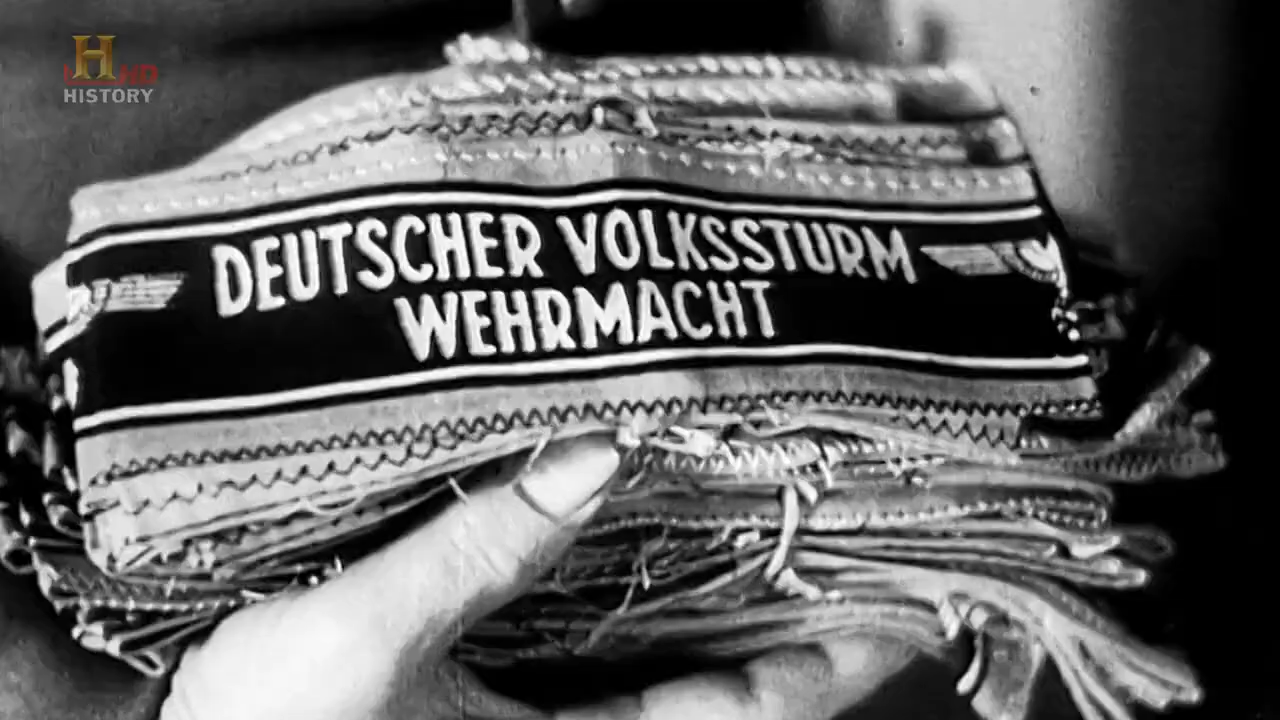 H
HD
HISTORY
DEUTSCHER VOLKSSTURM
WEHRMACHT